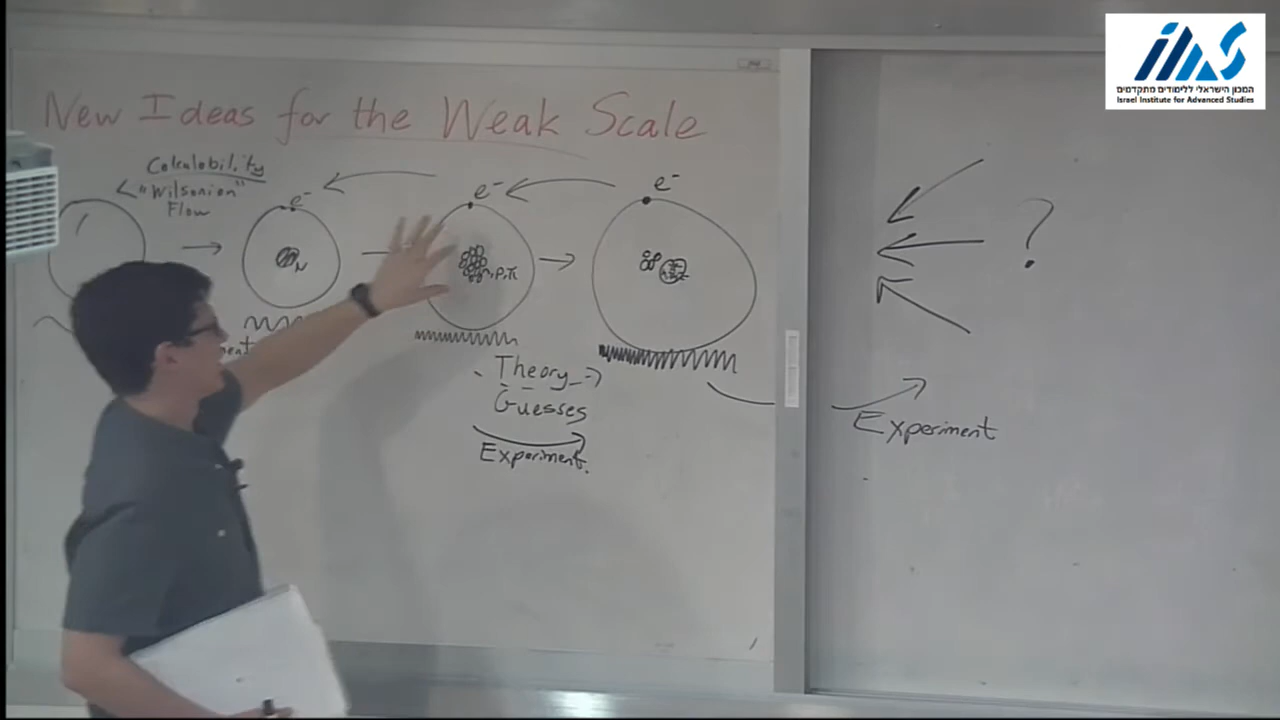 New Ideas for the Weak Scale
Calculability
"Wilsonian"
Flow
e-
e-
e-
N
n,p,π
Theory
Guesses
Experiment
?
Experiment
המכון הישראלי ללימודים מתקדמים
Israel Institute for Advanced Studies